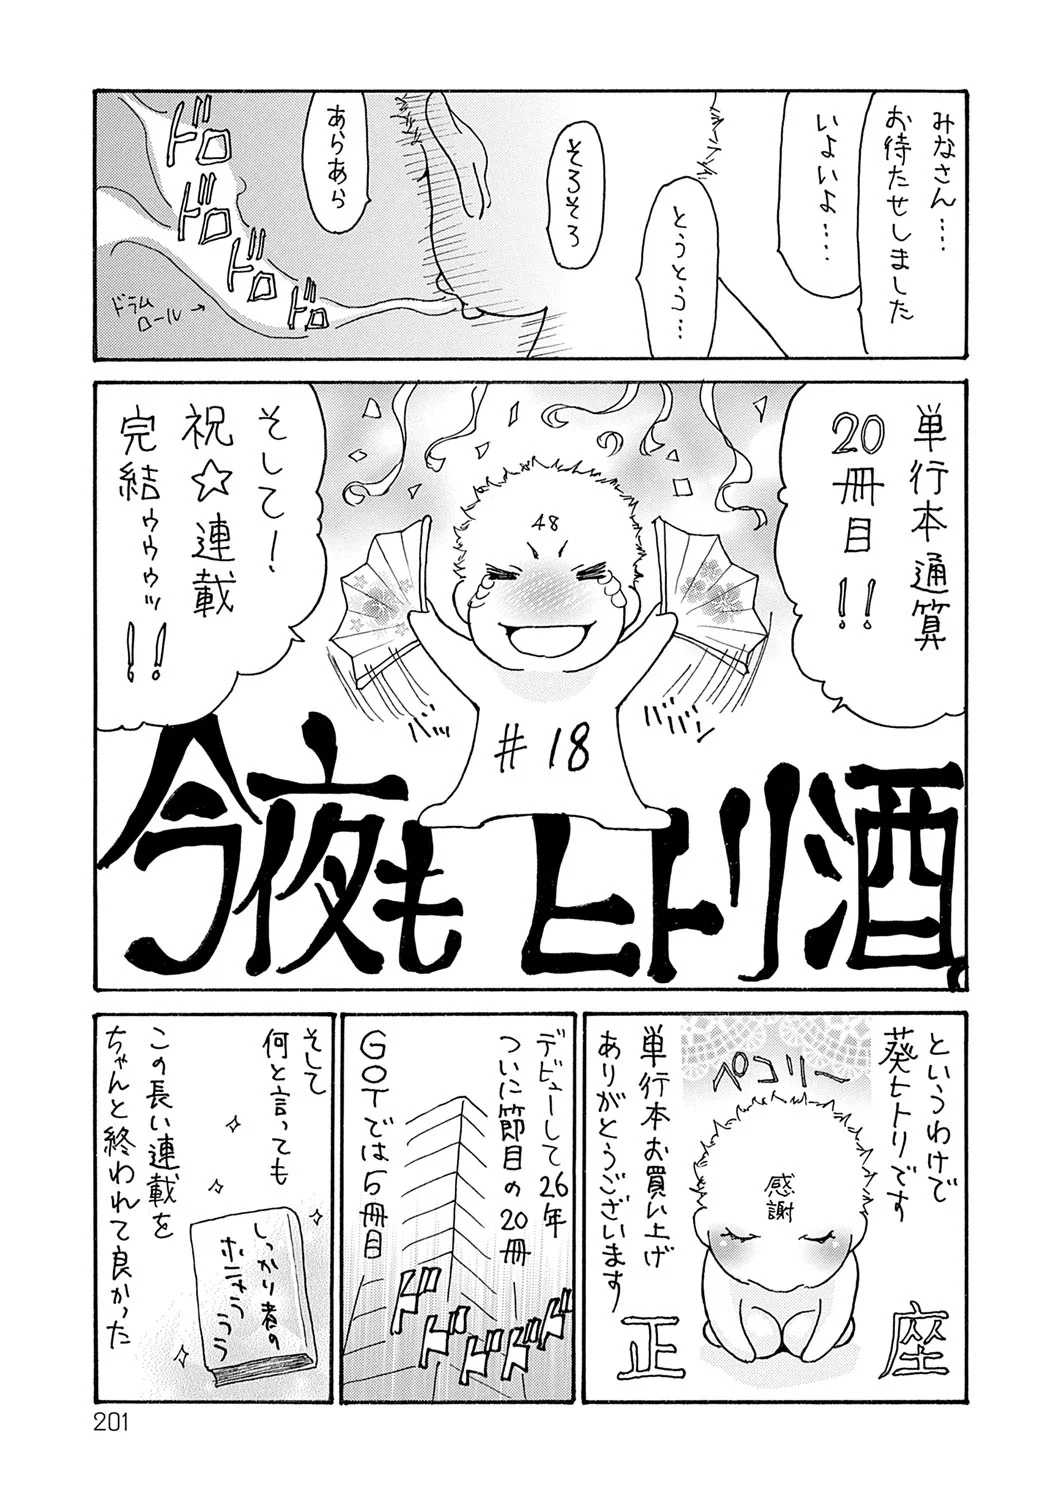 みなさん…
お待たせしました
いよいよ…
とうとう…
そろそろ
あらあら
ドロ
ドロ
ドロ
ドロ
ドラム
ロール→
単行本通算
20冊目!!
48
そして!
祝☆連載
完結ゥゥゥッ
!!
バッ
ババン
#18
今夜もヒトリ酒。
というわけで
葵ヒトリです
ペコリー
感謝
単行本お買い上げ
ありがとうございます
正座
デビューして26年
ついに節目の20冊
GOTでは5冊目
ドドドドド
そして
何と言っても
この長い連載を
ちゃんと終われて良かった
しっかり者の
ホニャララ
201